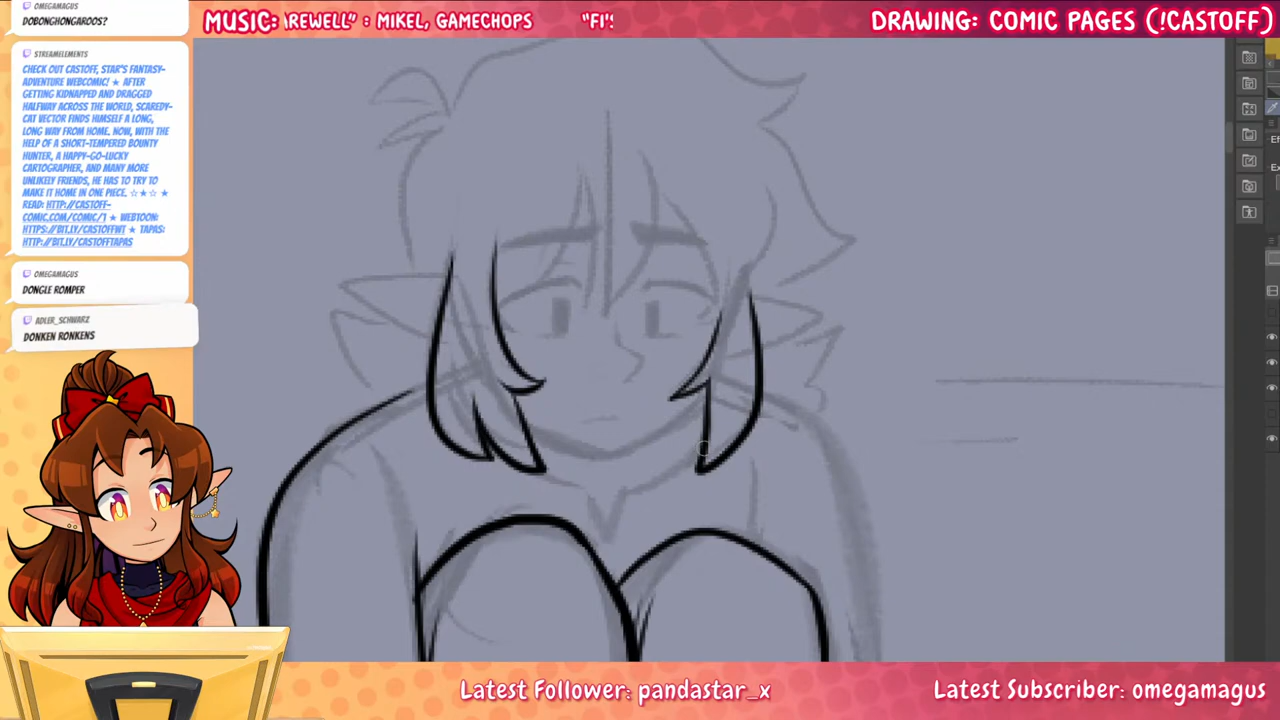 OMEGAMAGUS
DOBONGHONGAROOS?
STREAMELEMENTS
CHECK OUT CASTOFF, STAR'S FANTASY-
ADVENTURE WEBCOMIC! ★ AFTER
GETTING KIDNAPPED AND DRAGGED
HALFWAY ACROSS THE WORLD, SCAREDY-
CAT VECTOR FINDS HIMSELF A LONG,
LONG WAY FROM HOME. NOW, WITH THE
HELP OF A SHORT-TEMPERED BOUNTY
HUNTER, A HAPPY-GO-LUCKY
CARTOGRAPHER, AND MANY MORE
UNLIKELY FRIENDS, HE HAS TO TRY TO
MAKE IT HOME IN ONE PIECE. ☆★☆ ★
READ: HTTP://CASTOFF-
COMIC.COM/COMIC/1 ★ WEBTOON:
HTTPS://BIT.LY/CASTOFFWT ★ TAPAS:
HTTP://BIT.LY/CASTOFFTAPAS
OMEGAMAGUS
DONGLE ROMPER
ADLER_SCHWARZ
DONKEN RONKENS
MUSIC: AREWELL" : MIKEL, GAMECHOPS "FI":
DRAWING: COMIC PAGES (!CASTOFF)
Latest Follower: pandastar_x
Latest Subscriber: omegamagus